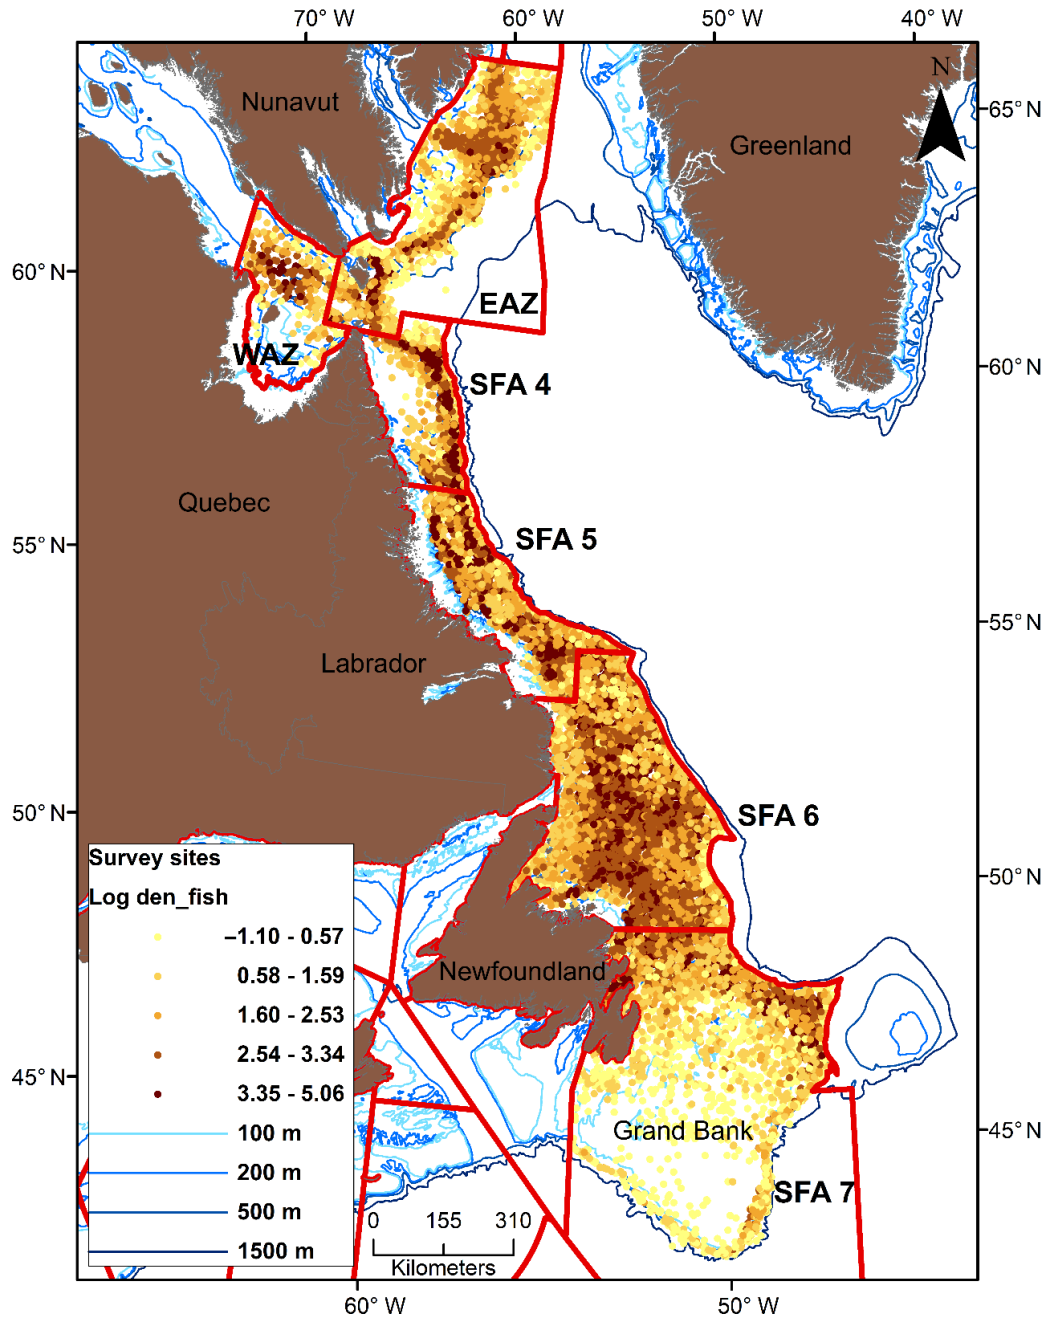 70° W 60° W 50° W 40° W
N
Nunavut
65° N
Greenland
60° N
EAZ
WAZ
60° N
SFA 4
Quebec
SFA 5
55° N
55° N
Labrador
50° N
SFA 6
Survey sites
50° N
Log den_fish
–1.10 - 0.57
0.58 - 1.59
Newfoundland
1.60 - 2.53
2.54 - 3.34
45° N
3.35 - 5.06
100 m
Grand Bank
45° N
200 m
SFA 7
500 m
0 155 310
1500 m
Kilometers
60° W 50° W